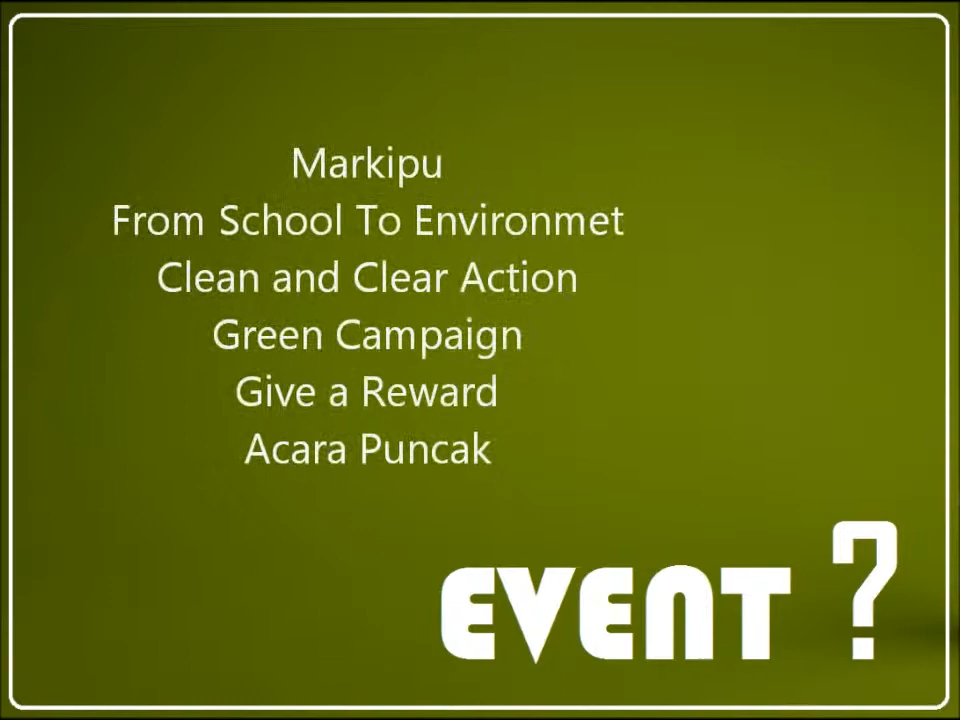 Markipu
From School To Environmet
Clean and Clear Action
Green Campaign
Give a Reward
Acara Puncak
EVENT ?